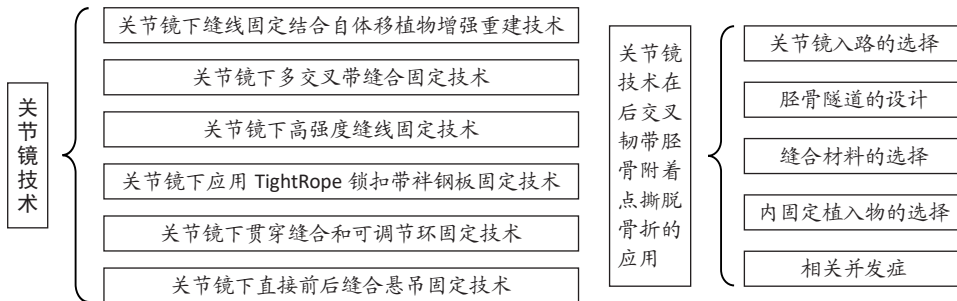 关节镜技术
关节镜下缝线固定结合自体移植物增强重建技术
关节镜下多交叉带缝合固定技术
关节镜下高强度缝线固定技术
关节镜下应用 TightRope 锁扣带袢钢板固定技术
关节镜下贯穿缝合和可调节环固定技术
关节镜下直接前后缝合悬吊固定技术
关节镜
技术在
后交叉
韧带胫
骨附着
点撕脱
骨折的
应用
关节镜入路的选择
胫骨隧道的设计
缝合材料的选择
内固定植入物的选择
相关并发症